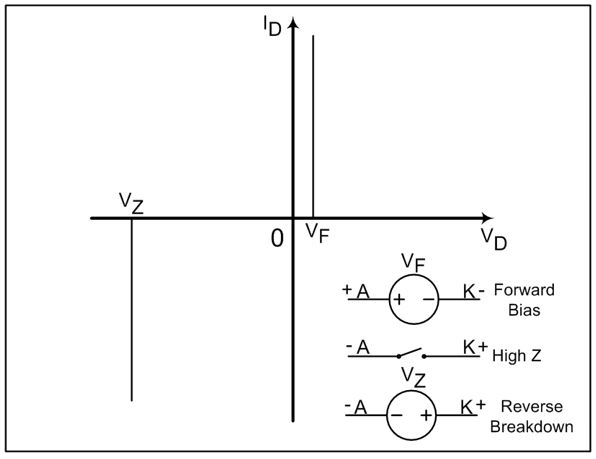 I_D
V_Z
0
V_F
V_D
V_F
+ A + − K - Forward
Bias
- A K + High Z
V_Z
- A − + K + Reverse
Breakdown